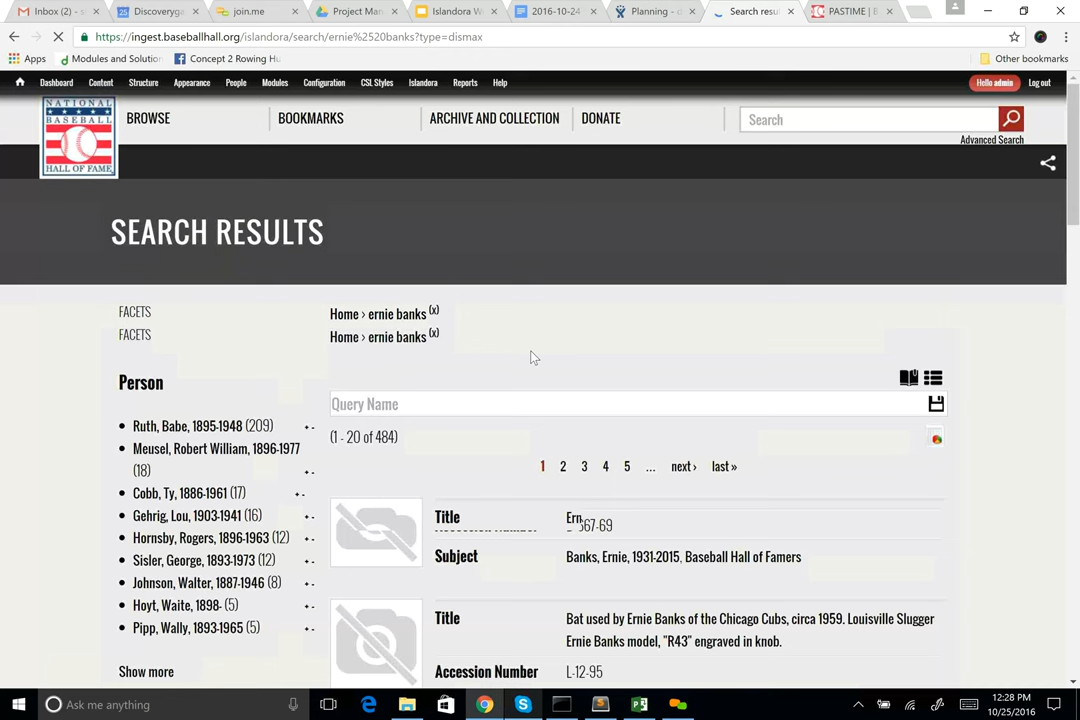 Inbox (2) - s
Discoveryga
join.me
Project Man
Islandora W
2016-10-24
Planning - d
Search resul
PASTIME | B
https://ingest.baseballhall.org/islandora/search/ernie%2520banks?type=dismax
Apps
Modules and Solution
Concept 2 Rowing Hu
Other bookmarks
Dashboard Content Structure Appearance People Modules Configuration CSL Styles Islandora Reports Help
Hello admin Log out
NATIONAL
BASEBALL
HALL OF FAME
BROWSE
BOOKMARKS
ARCHIVE AND COLLECTION
DONATE
Search
Advanced Search
SEARCH RESULTS
FACETS
FACETS
Home › ernie banks (x)
Home › ernie banks (x)
Person
Ruth, Babe, 1895-1948 (209) + -
Meusel, Robert William, 1896-1977
(18) + -
Cobb, Ty, 1886-1961 (17) + -
Gehrig, Lou, 1903-1941 (16) + -
Hornsby, Rogers, 1896-1963 (12) + -
Sisler, George, 1893-1973 (12) + -
Johnson, Walter, 1887-1946 (8) + -
Hoyt, Waite, 1898- (5) + -
Pipp, Wally, 1893-1965 (5) + -
Show more
Query Name
(1 - 20 of 484)
1 2 3 4 5 ... next › last »
Title
Subject Banks, Ernie, 1931-2015, Baseball Hall of Famers
Title Bat used by Ernie Banks of the Chicago Cubs, circa 1959. Louisville Slugger
Ernie Banks model, "R43" engraved in knob.
Accession Number L-12-95
Ask me anything
12:28 PM
10/25/2016